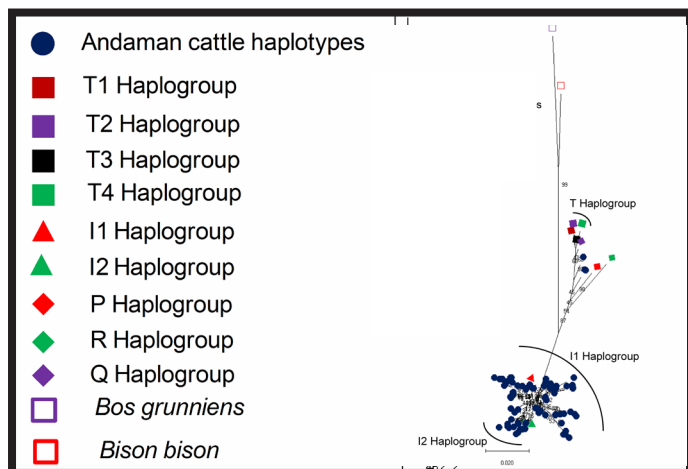 Andaman cattle haplotypes
T1 Haplogroup
T2 Haplogroup
T3 Haplogroup
T4 Haplogroup
I1 Haplogroup
I2 Haplogroup
P Haplogroup
R Haplogroup
Q Haplogroup
Bos grunniens
Bison bison
s
99
T Haplogroup
I1 Haplogroup
I2 Haplogroup
0.020